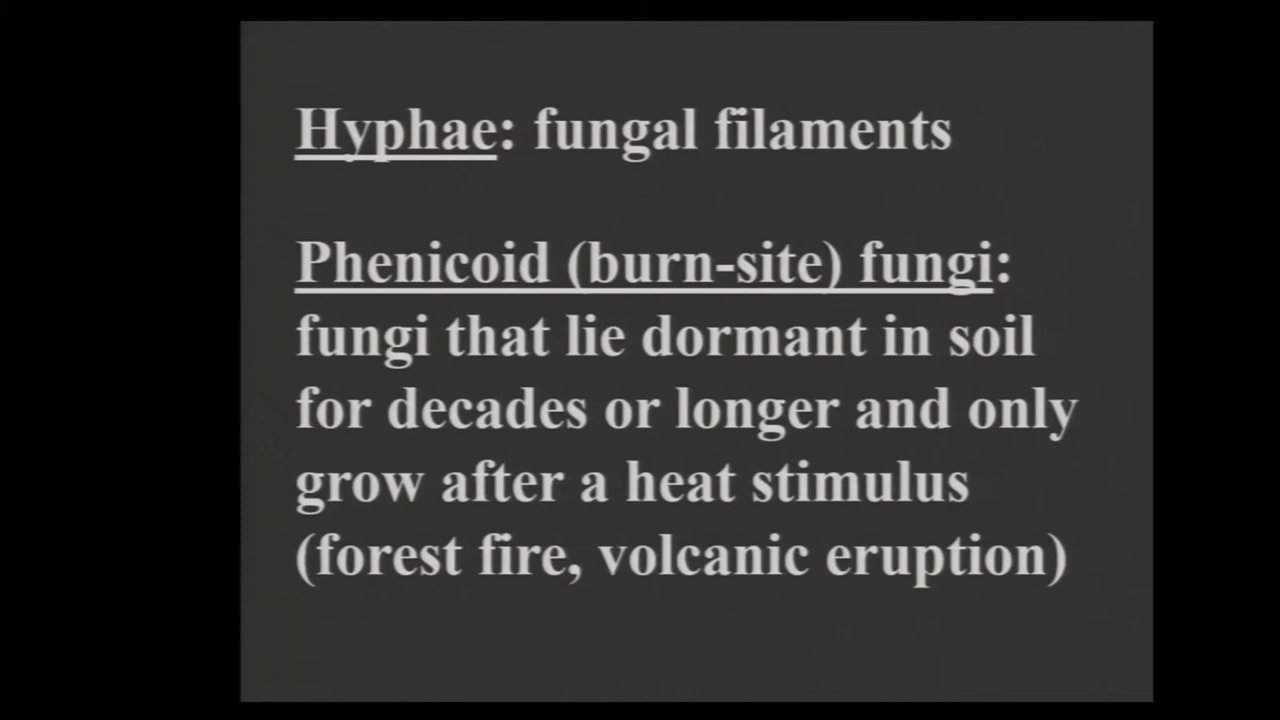 Hyphae: fungal filaments
Phenicoid (burn-site) fungi:
fungi that lie dormant in soil
for decades or longer and only
grow after a heat stimulus
(forest fire, volcanic eruption)